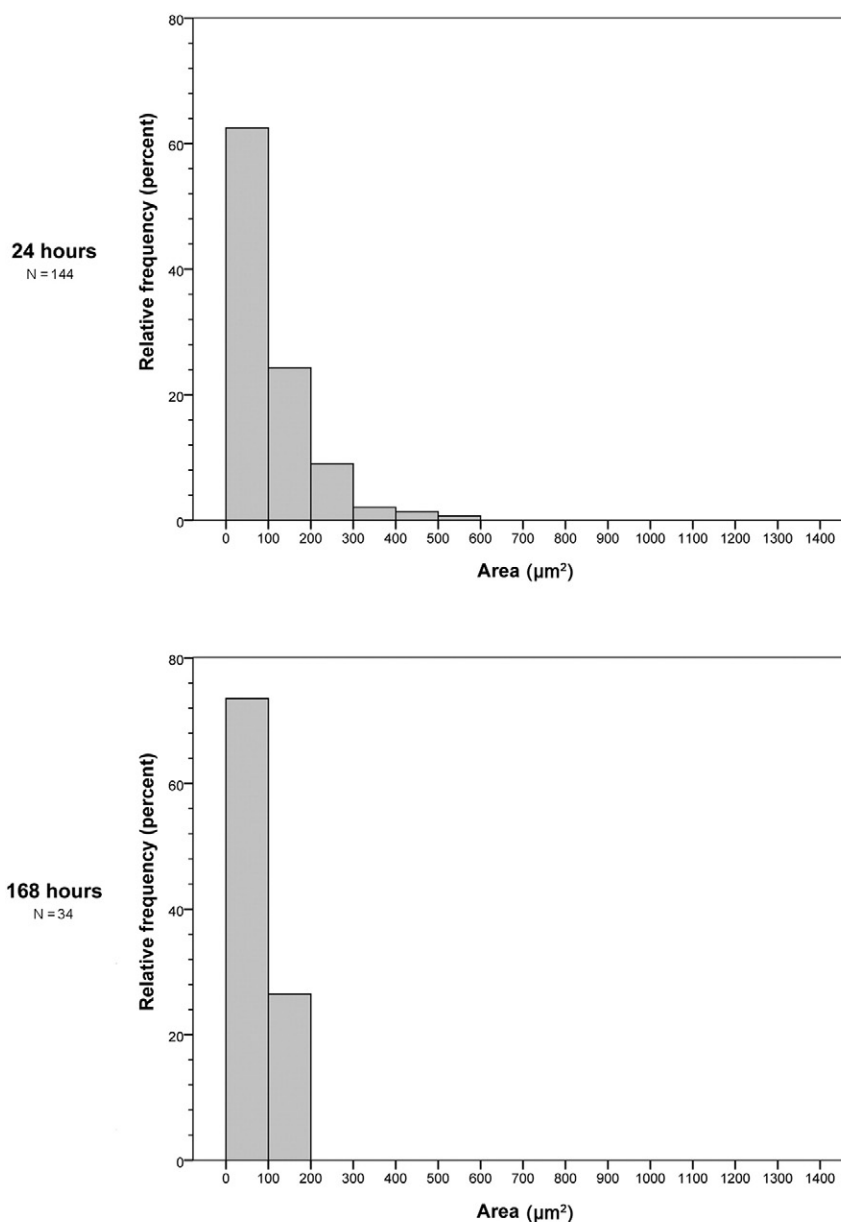 80
60
40
20
0
Relative frequency (percent)
24 hours
N = 144
0 100 200 300 400 500 600 700 800 900 1000 1100 1200 1300 1400
Area (µm²)
80
60
40
20
0
Relative frequency (percent)
168 hours
N = 34
0 100 200 300 400 500 600 700 800 900 1000 1100 1200 1300 1400
Area (µm²)